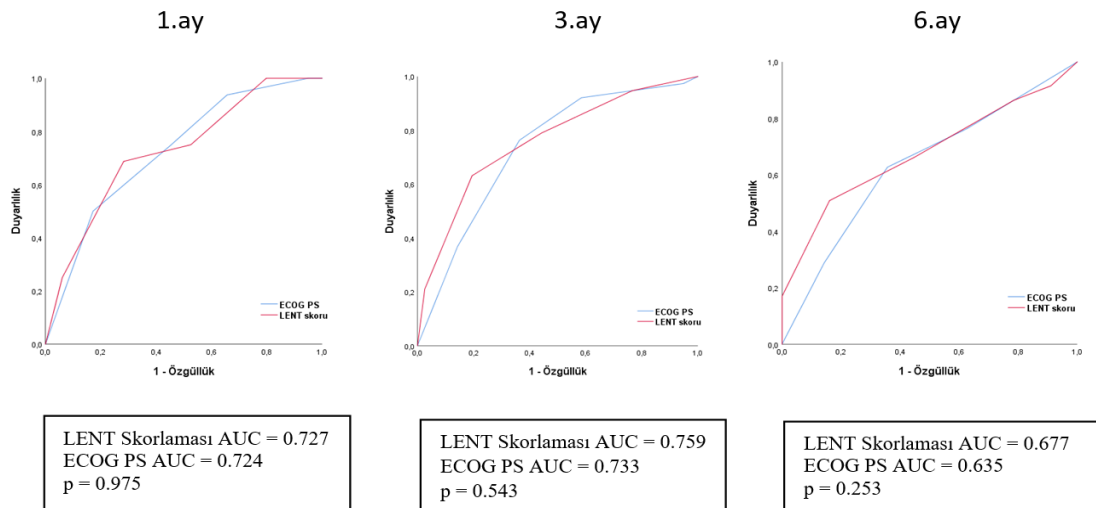 1.ay
3.ay
6.ay
1,0
0,8
0,6
0,4
0,2
0,0
Duyarlılık
ECOG PS
LENT skoru
0,0 0,2 0,4 0,6 0,8 1,0
1 - Özgüllük
1,0
0,8
0,6
0,4
0,2
0,0
Duyarlılık
ECOG PS
LENT skoru
0,0 0,2 0,4 0,6 0,8 1,0
1 - Özgüllük
1,0
0,8
0,6
0,4
0,2
0,0
Duyarlılık
ECOG PS
LENT skoru
0,0 0,2 0,4 0,6 0,8 1,0
1 - Özgüllük
LENT Skorlaması AUC = 0.727
ECOG PS AUC = 0.724
p = 0.975
LENT Skorlaması AUC = 0.759
ECOG PS AUC = 0.733
p = 0.543
LENT Skorlaması AUC = 0.677
ECOG PS AUC = 0.635
p = 0.253